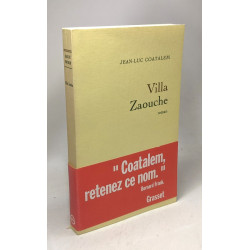 JEAN-LUC COATALEM
Villa
Zaouche
roman
" Coatalem,
retenez ce nom. "
Bernard Frank.
Grasset